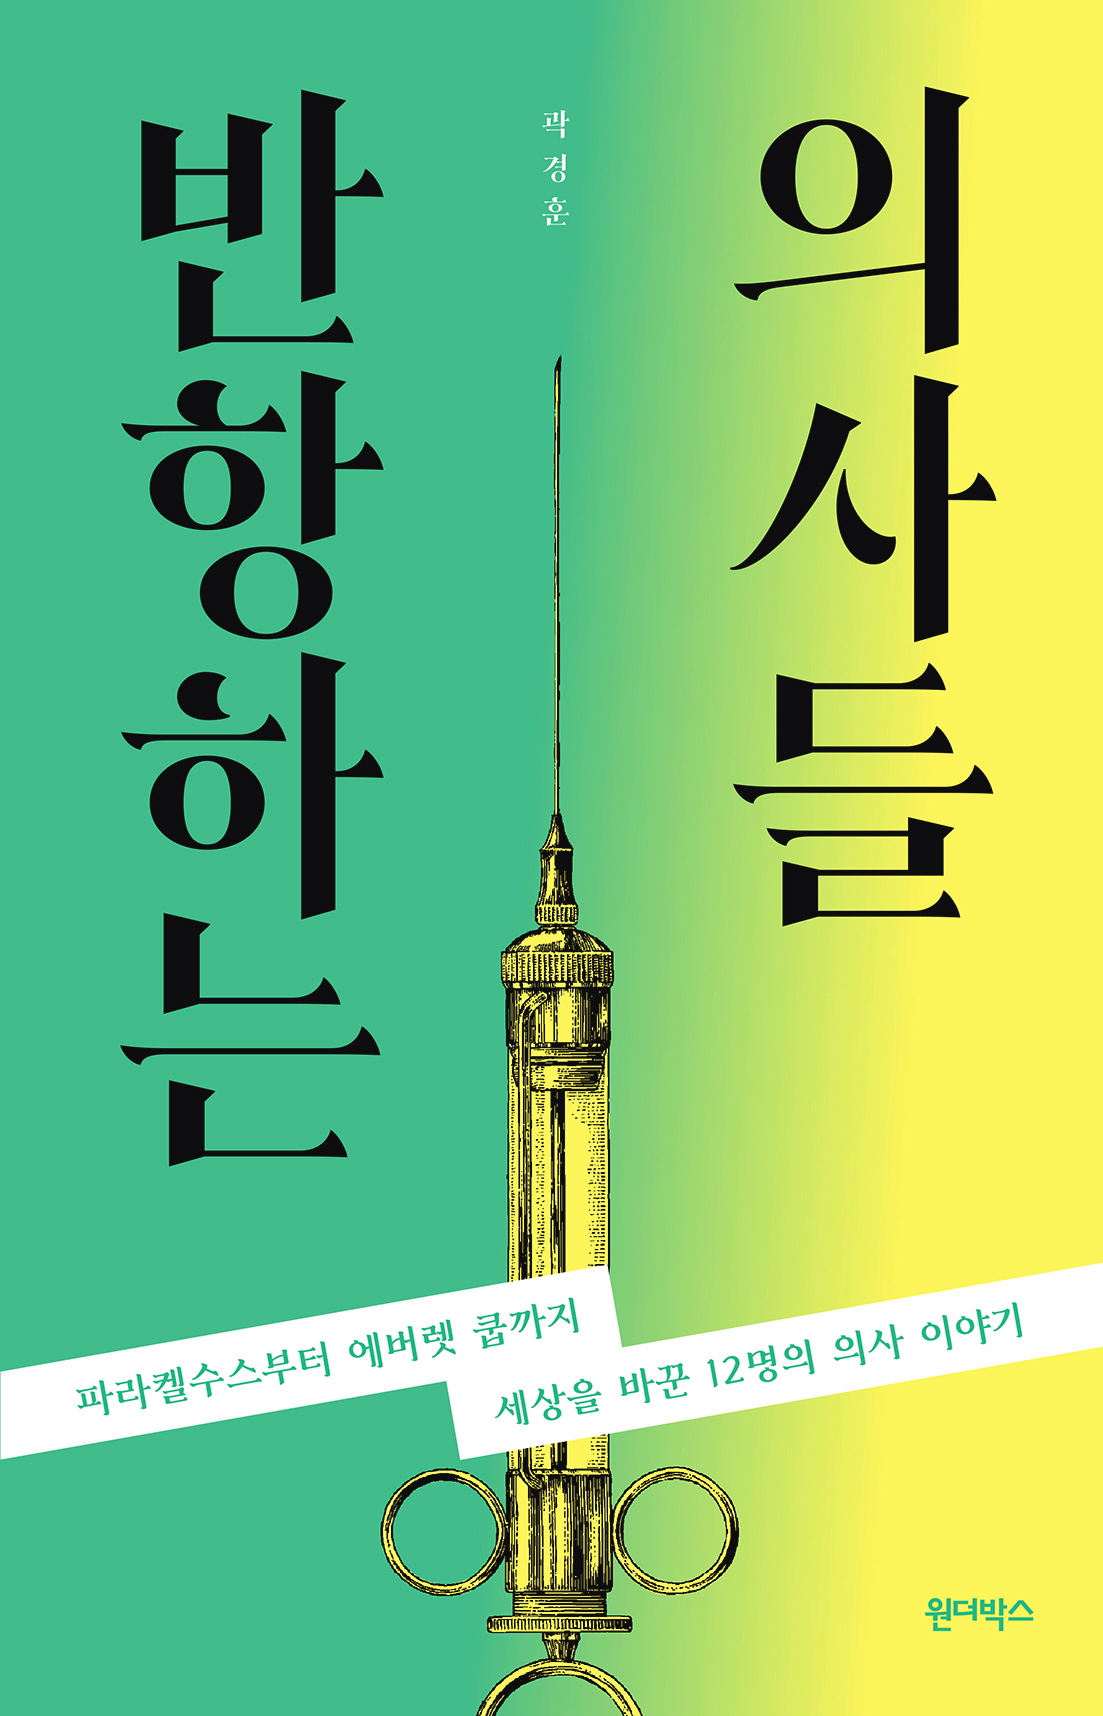 반항하는
의사들
곽경훈
파라켈수스부터 에버렛 쿱까지
세상을 바꾼 12명의 의사 이야기
원더박스